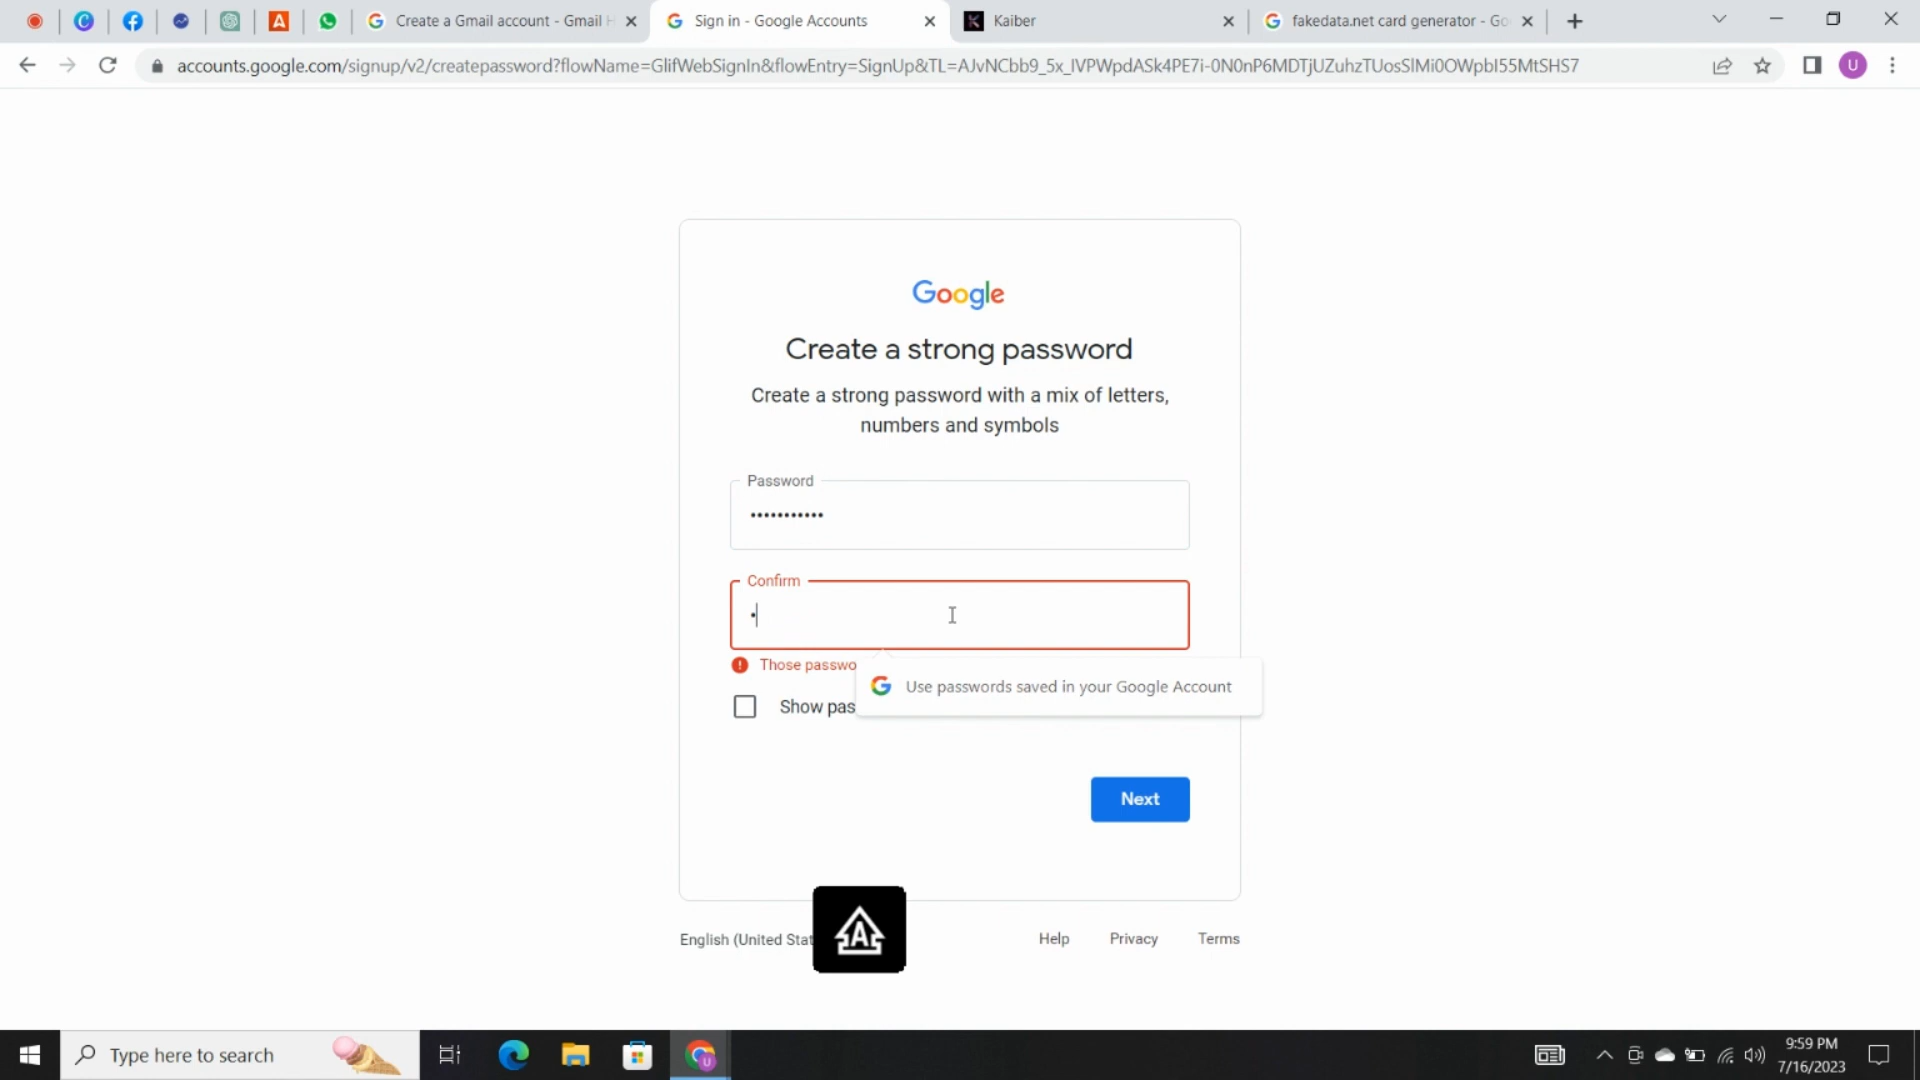 Create a Gmail account - Gmail H
Sign in - Google Accounts
Kaiber
fakedata.net card generator - Go
accounts.google.com/signup/v2/createpassword?flowName=GlifWebSignIn&flowEntry=SignUp&TL=AJvNCbb9_5x_IVPWpdASk4PE7i-0N0nP6MDTjUZuhzTUosSIMi0OWpbI55MtSHS7
U
Google
Create a strong password
Create a strong password with a mix of letters,
numbers and symbols
Password
•••••••••••
Confirm
•
Those passwo
Use passwords saved in your Google Account
Show pas
Next
English (United Stat
A
Help Privacy Terms
Type here to search
9:59 PM
7/16/2023